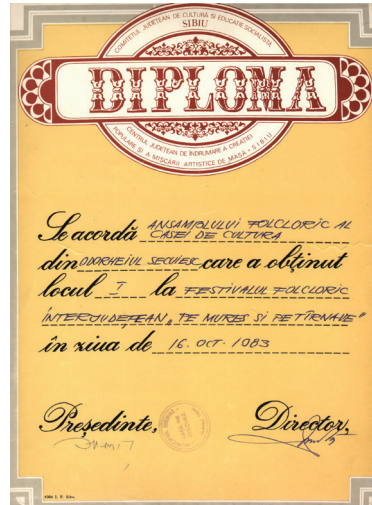 COMITETUL JUDEȚEAN DE CULTURĂ SI EDUCAȚIE SOCIALISTĂ
SIBIU
DIPLOMA
CENTRUL JUDEȚEAN DE ÎNDRUMARE A CREAȚIEI
POPULARE ȘI A MIȘCĂRII ARTISTICE DE MASĂ • SIBIU
Se acordă ANSAMBLULUI FOLCLORIC AL
CASEI DE CULTURA
din ODORHEIUL SECUIESC care a obținut
locul I la FESTIVALUL FOLCLORIC
INTERJUDEȚEAN „PE MUREȘ SI PE TÎRNAVE"
în ziua de 16. OCT. 1983
Președinte, Director,